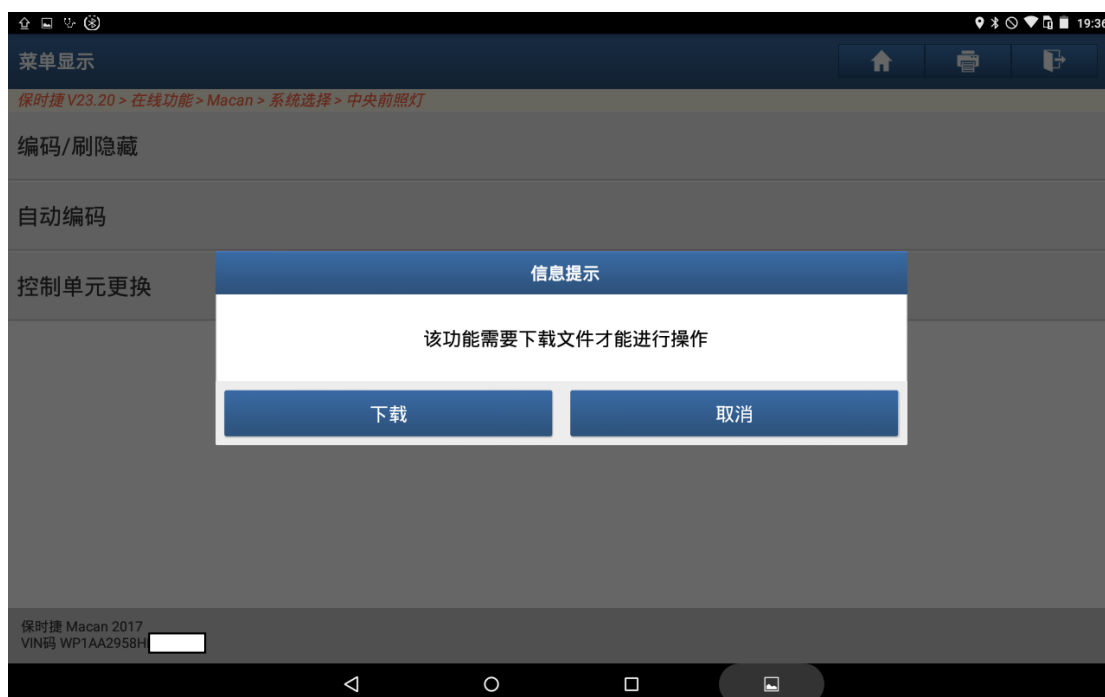 19:36
菜单显示
保时捷 V23.20 > 在线功能 > Macan > 系统选择 > 中央前照灯
编码/刷隐藏
自动编码
控制单元更换
信息提示
该功能需要下载文件才能进行操作
下载
取消
保时捷 Macan 2017
VIN码 WP1AA2958H